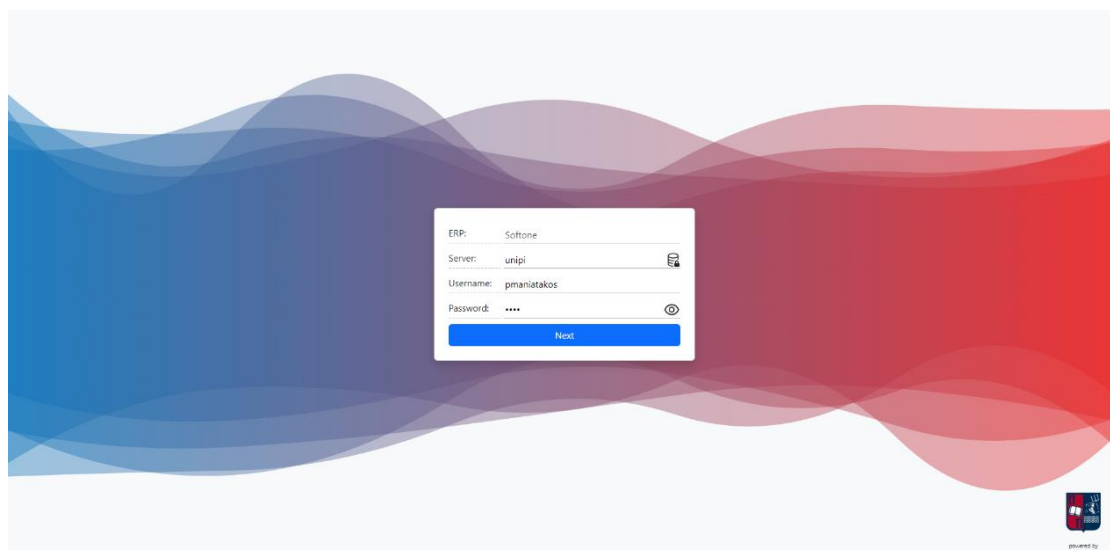 ERP: Softone
Server: unipi
Username: pmaniatakos
Password: ••••
Next
powered by